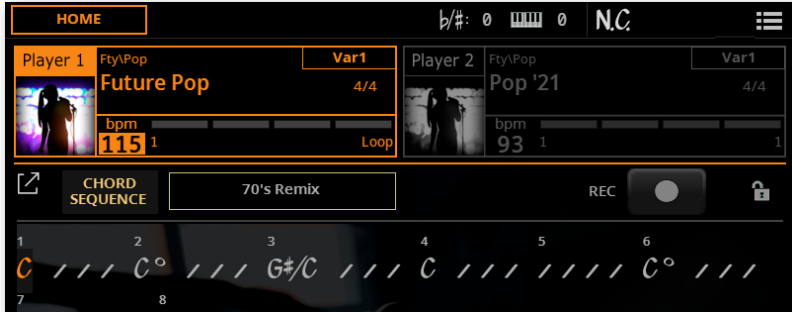 HOME ♭/♯: 0 0 N.C.
Player 1 Fty\Pop Var1 Player 2 Fty\Pop Var1
Future Pop 4/4 Pop '21 4/4
bpm bpm
115 1 Loop 93 1 1
CHORD SEQUENCE 70's Remix REC
1 2 3 4 5 6
C / / / C° / / / G#/C / / / C / / / / / / / C° / / /
7 8